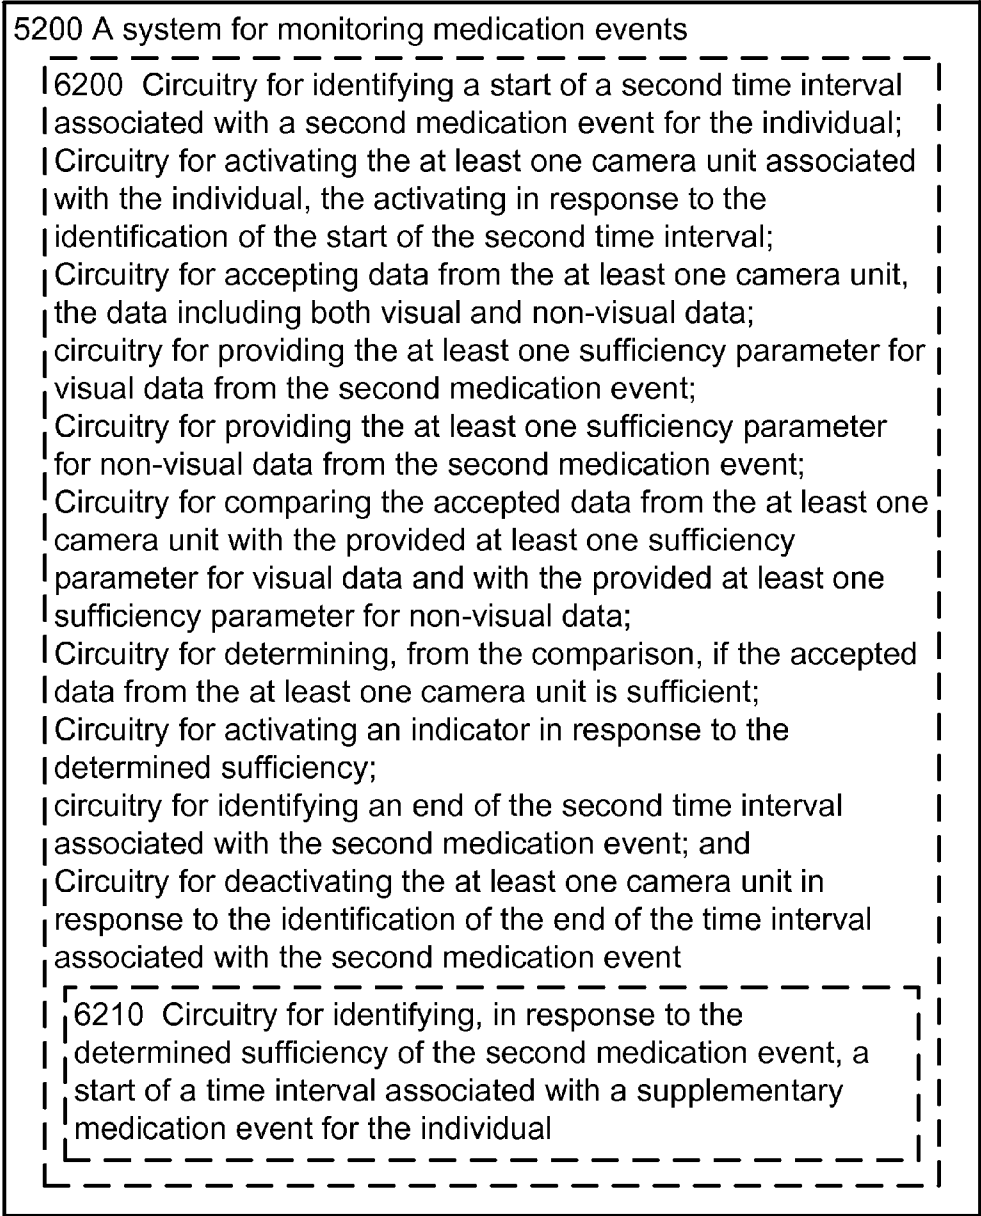 5200 A system for monitoring medication events
6200 Circuitry for identifying a start of a second time interval
associated with a second medication event for the individual;
Circuitry for activating the at least one camera unit associated
with the individual, the activating in response to the
identification of the start of the second time interval;
Circuitry for accepting data from the at least one camera unit,
the data including both visual and non-visual data;
circuitry for providing the at least one sufficiency parameter for
visual data from the second medication event;
Circuitry for providing the at least one sufficiency parameter
for non-visual data from the second medication event;
Circuitry for comparing the accepted data from the at least one
camera unit with the provided at least one sufficiency
parameter for visual data and with the provided at least one
sufficiency parameter for non-visual data;
Circuitry for determining, from the comparison, if the accepted
data from the at least one camera unit is sufficient;
Circuitry for activating an indicator in response to the
determined sufficiency;
circuitry for identifying an end of the second time interval
associated with the second medication event; and
Circuitry for deactivating the at least one camera unit in
response to the identification of the end of the time interval
associated with the second medication event
6210 Circuitry for identifying, in response to the
determined sufficiency of the second medication event, a
start of a time interval associated with a supplementary
medication event for the individual